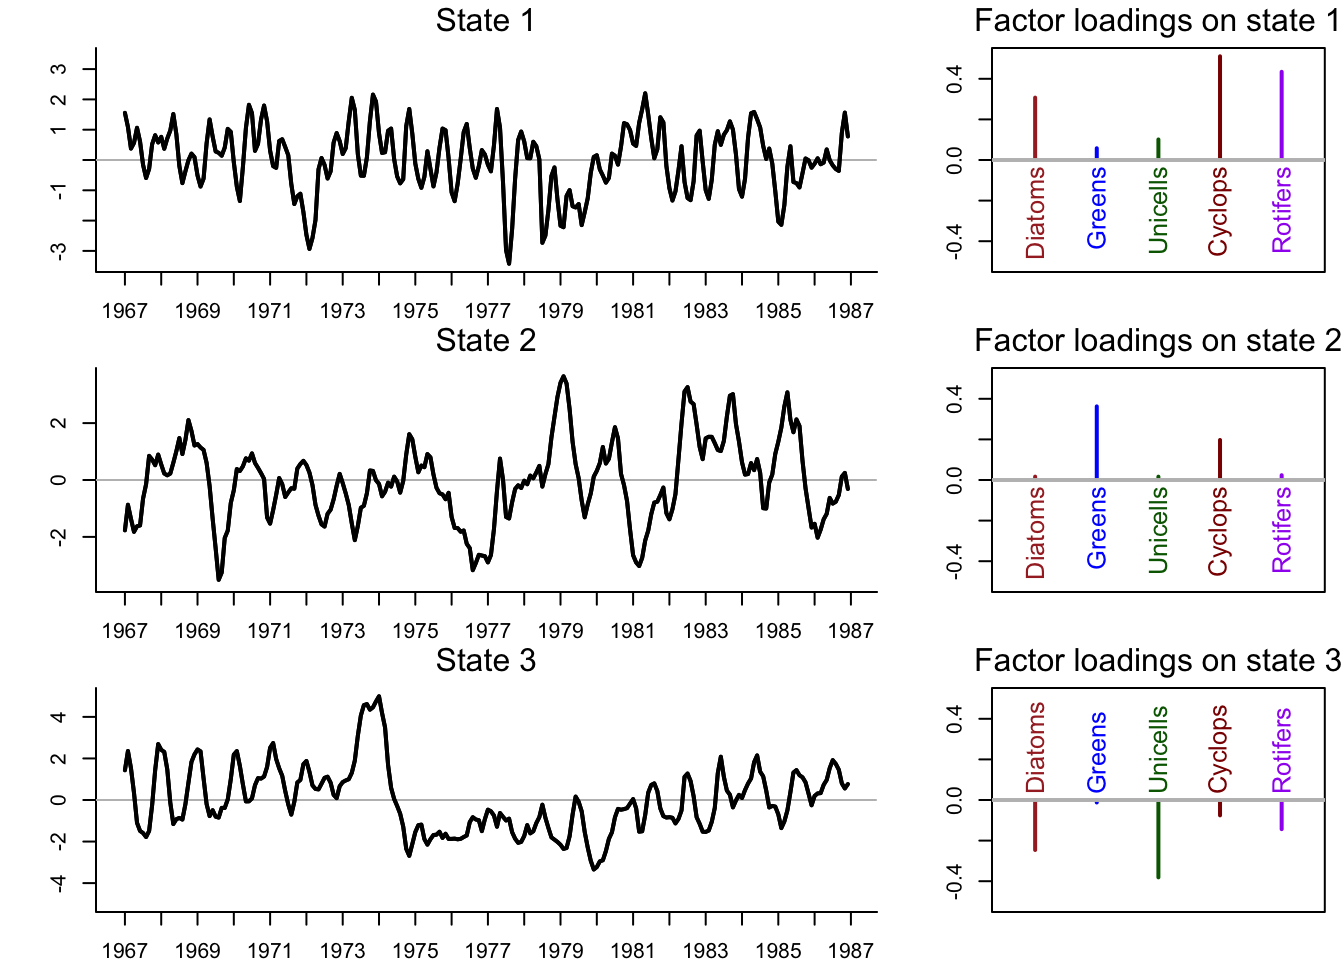 State 1
Factor loadings on state 1
3
2
1
-1
-3
1967 1969 1971 1973 1975 1977 1979 1981 1983 1985 1987
0.4
0.0
-0.4
Diatoms
Greens
Unicells
Cyclops
Rotifers
State 2
Factor loadings on state 2
2
0
-2
1967 1969 1971 1973 1975 1977 1979 1981 1983 1985 1987
0.4
0.0
-0.4
Diatoms
Greens
Unicells
Cyclops
Rotifers
State 3
Factor loadings on state 3
4
2
0
-2
-4
1967 1969 1971 1973 1975 1977 1979 1981 1983 1985 1987
0.4
0.0
-0.4
Diatoms
Greens
Unicells
Cyclops
Rotifers